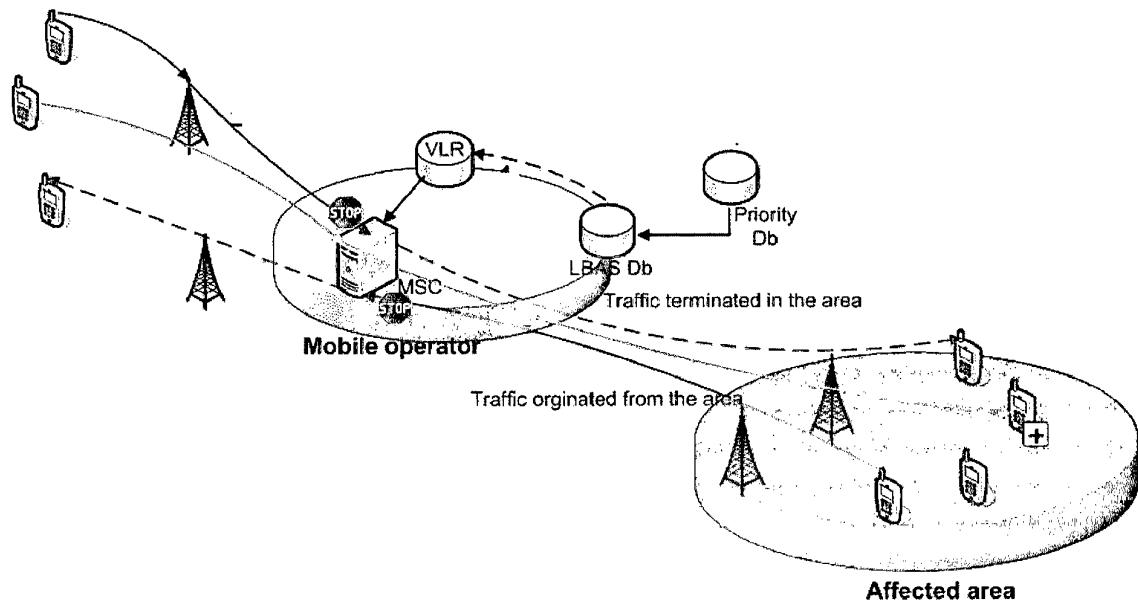 VLR
Priority
Db
STOP
LBAS Db
MSC
STOP
Traffic terminated in the area
Mobile operator
Traffic orginated from the area
Affected area